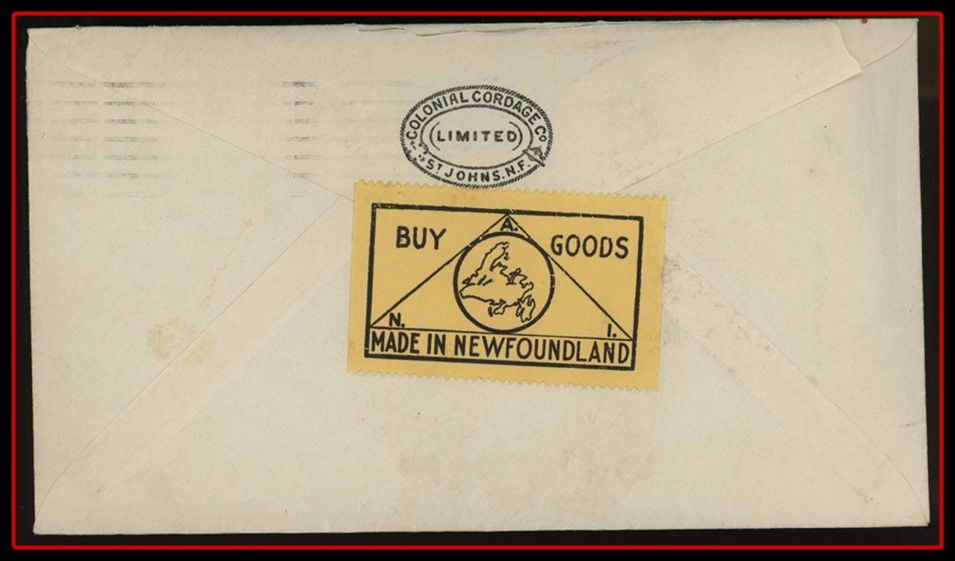 COLONIAL CORDAGE Co
LIMITED
ST JOHNS. N.F.
BUY A. GOODS
N. I.
MADE IN NEWFOUNDLAND